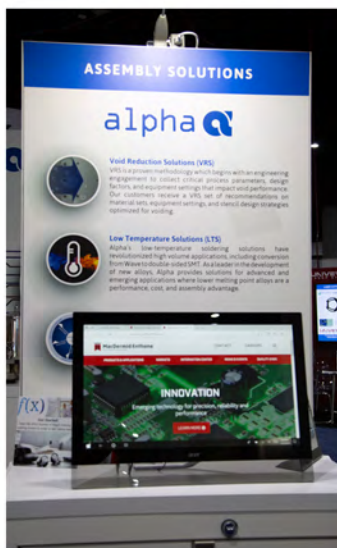 ASSEMBLY SOLUTIONS
alpha
Void Reduction Solutions (VRS)
VRS is a proven methodology which begins with an engineering
engagement to collect critical process parameters, design
factors, and equipment settings that impact void performance.
Our customers receive a VRS set of recommendations on
material sets, equipment settings, and stencil design strategies
optimized for voiding.
Low Temperature Solutions (LTS)
Alpha's low-temperature soldering solutions have
revolutionized high volume applications, including conversion
from Wave to double-sided SMT. As a leader in the development
of new alloys, Alpha provides solutions for advanced and
emerging applications where lower melting point alloys are a
performance, cost, and assembly advantage.
f(x)
MacDermid Enthone
INNOVATION
Emerging technology for precision, reliability and
performance
LEARN MORE
acer